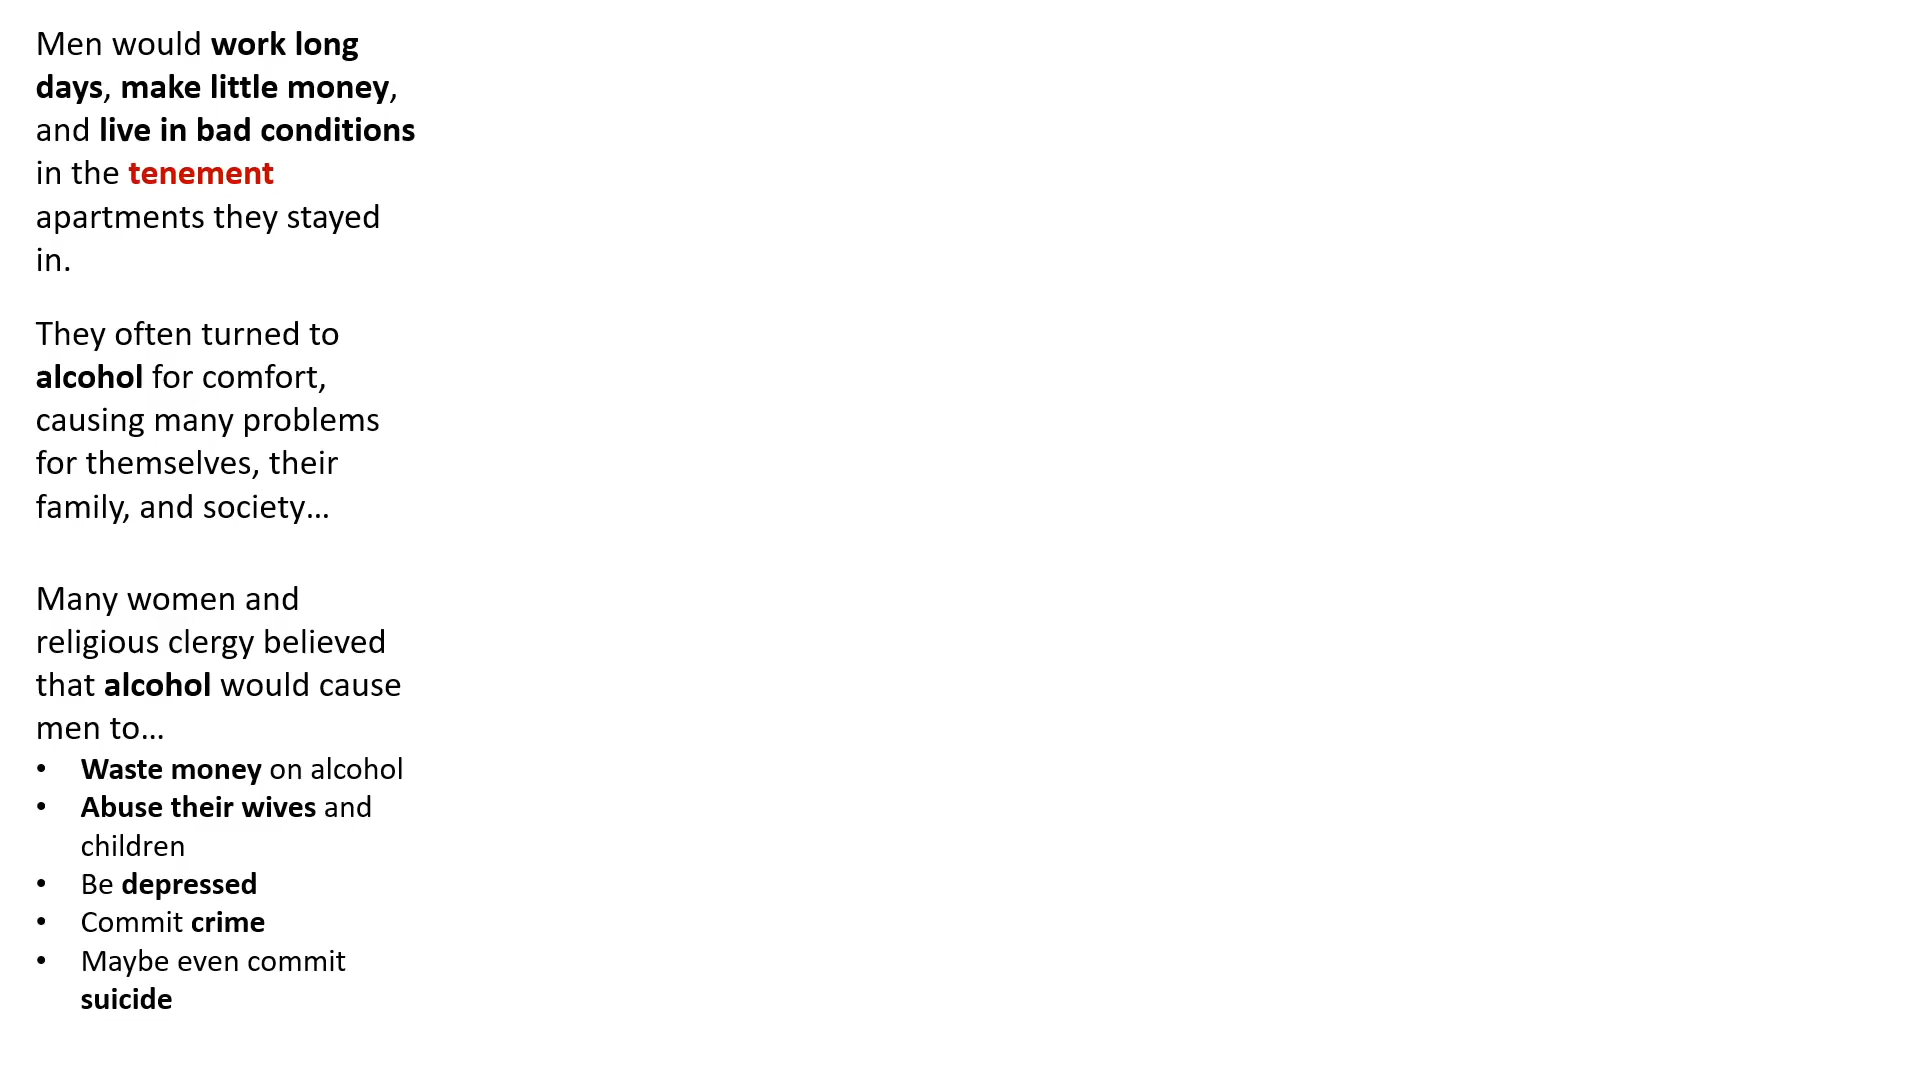 Men would work long
days, make little money,
and live in bad conditions
in the tenement
apartments they stayed
in.
They often turned to
alcohol for comfort,
causing many problems
for themselves, their
family, and society…
Many women and
religious clergy believed
that alcohol would cause
men to…
• Waste money on alcohol
• Abuse their wives and
children
• Be depressed
• Commit crime
• Maybe even commit
suicide